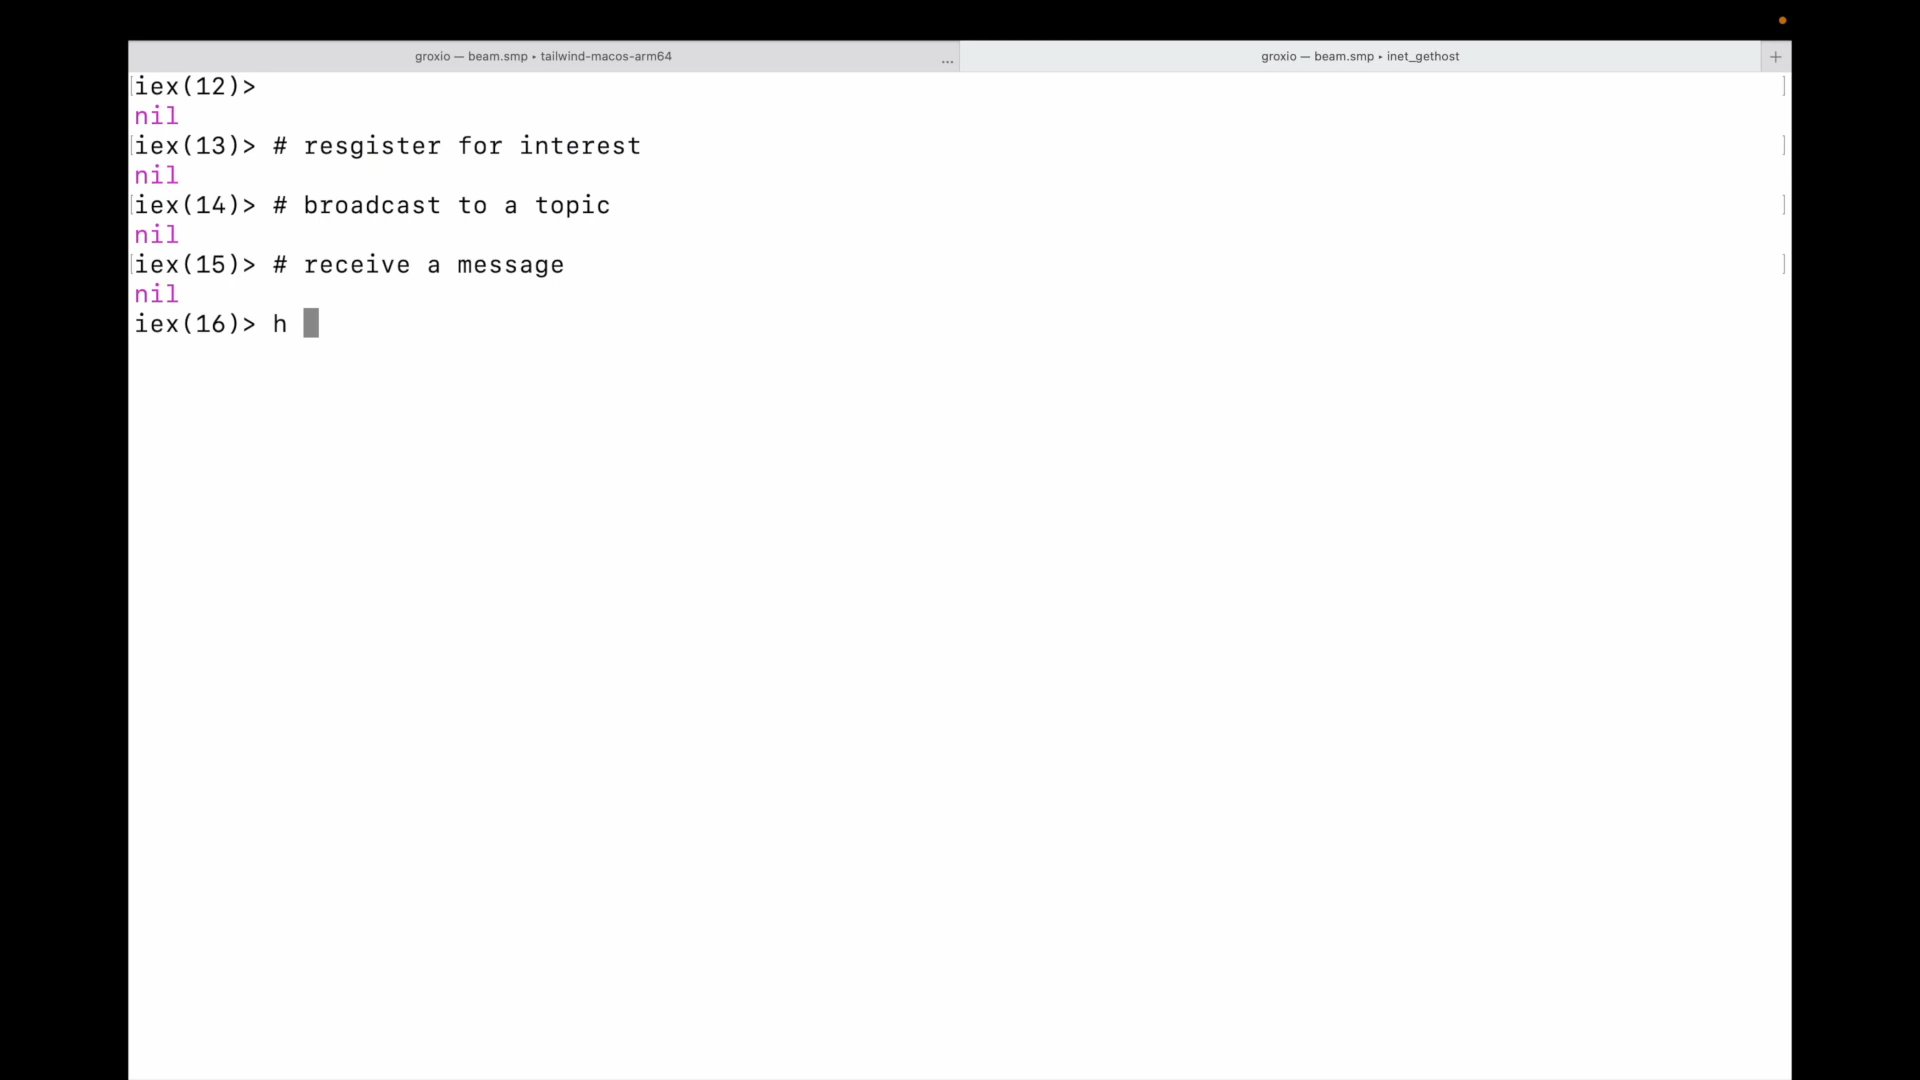 groxio — beam.smp • tailwind-macos-arm64 ... groxio — beam.smp • inet_gethost +
iex(12)>
nil
iex(13)> # resgister for interest
nil
iex(14)> # broadcast to a topic
nil
iex(15)> # receive a message
nil
iex(16)> h